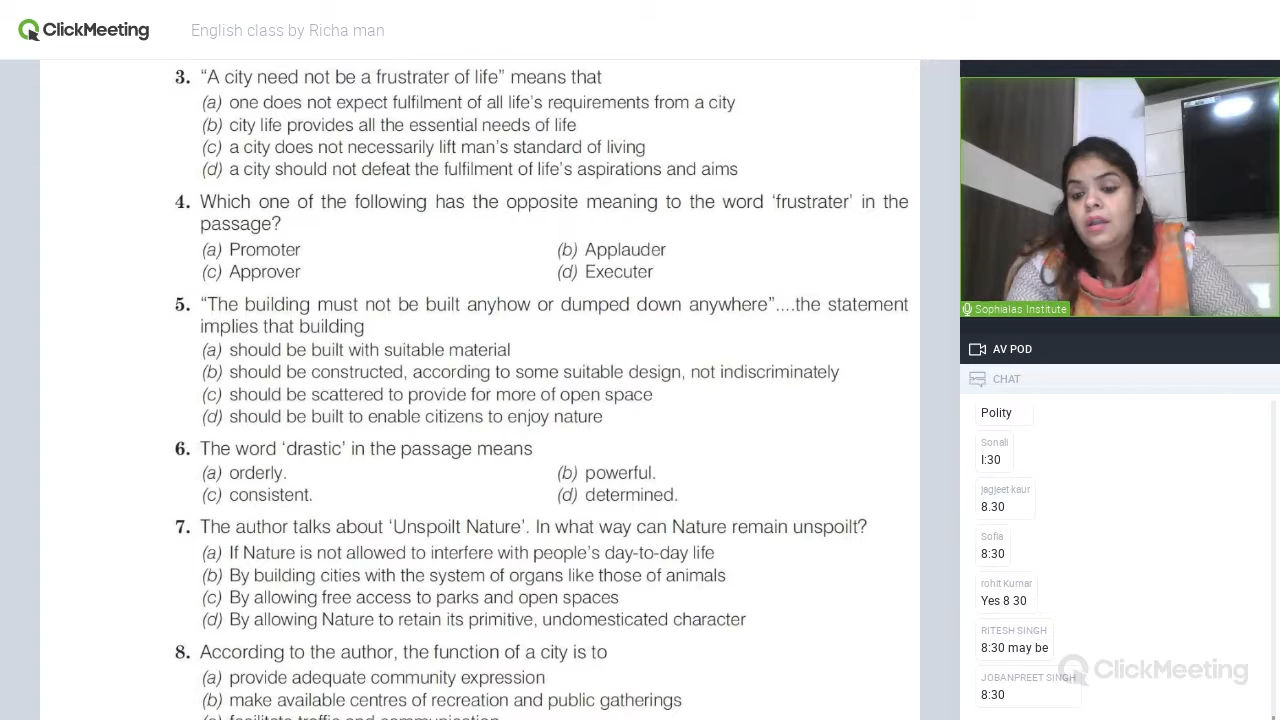 ClickMeeting
English class by Richa man
3. “A city need not be a frustrater of life” means that
(a) one does not expect fulfilment of all life's requirements from a city
(b) city life provides all the essential needs of life
(c) a city does not necessarily lift man's standard of living
(d) a city should not defeat the fulfilment of life's aspirations and aims
4. Which one of the following has the opposite meaning to the word ‘frustrater’ in the
passage?
(a) Promoter
(b) Applauder
(c) Approver
(d) Executer
5. “The building must not be built anyhow or dumped down anywhere”....the statement
implies that building
(a) should be built with suitable material
(b) should be constructed, according to some suitable design, not indiscriminately
(c) should be scattered to provide for more of open space
(d) should be built to enable citizens to enjoy nature
6. The word ‘drastic’ in the passage means
(a) orderly.
(b) powerful.
(c) consistent.
(d) determined.
7. The author talks about ‘Unspoilt Nature’. In what way can Nature remain unspoilt?
(a) If Nature is not allowed to interfere with people's day-to-day life
(b) By building cities with the system of organs like those of animals
(c) By allowing free access to parks and open spaces
(d) By allowing Nature to retain its primitive, undomesticated character
8. According to the author, the function of a city is to
(a) provide adequate community expression
(b) make available centres of recreation and public gatherings
(c) facilitate traffic and communication
Sophialas Institute
AV POD
CHAT
Polity
Sonali
I:30
jagjeet kaur
8.30
Sofia
8:30
rohit Kumar
Yes 8 30
RITESH SINGH
8:30 may be
JOBANPREET SINGH
8:30
ClickMeeting